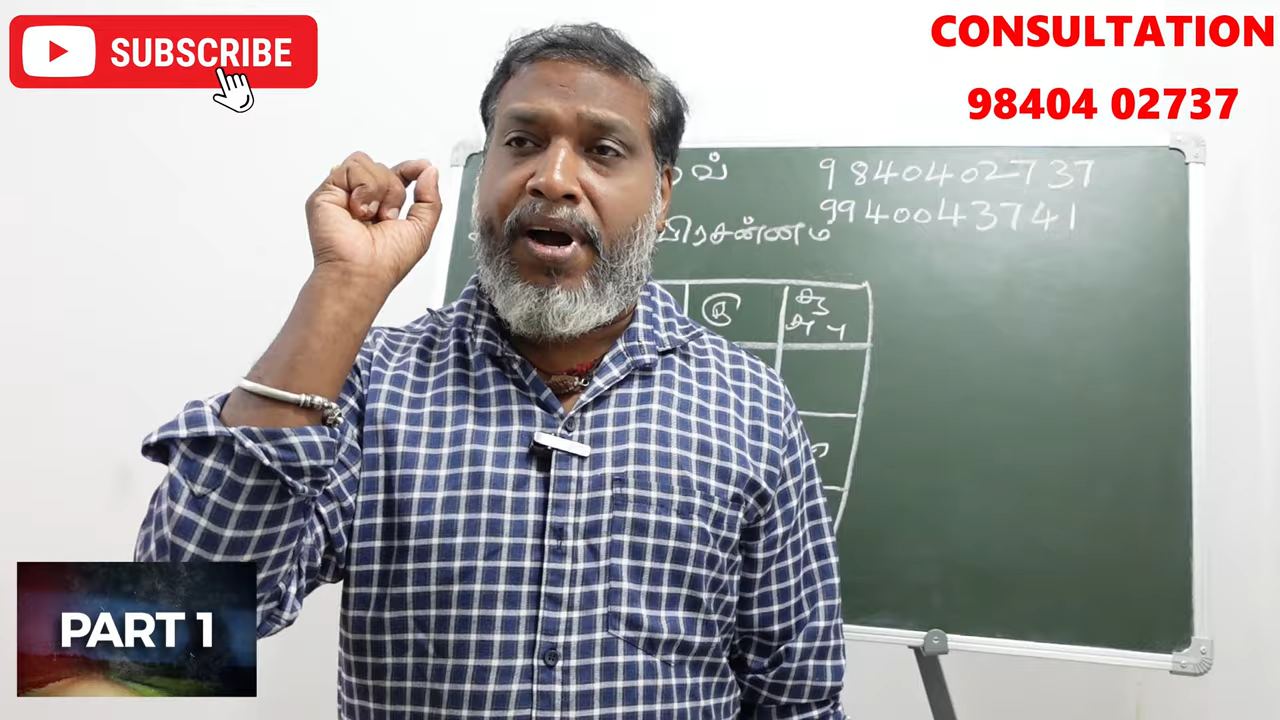 SUBSCRIBE
CONSULTATION
98404 02737
9840402737
பிரசன்னம்
9940043741
குரு
PART 1